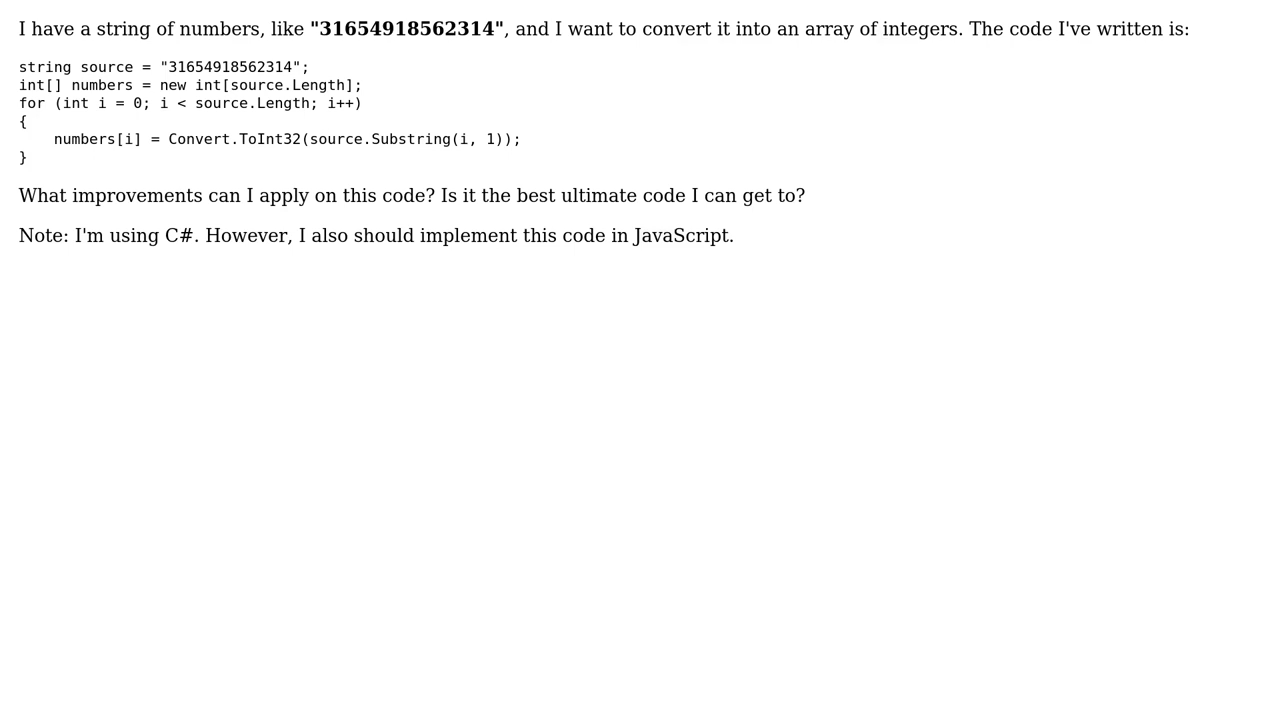 I have a string of numbers, like "31654918562314", and I want to convert it into an array of integers. The code I've written is:
string source = "31654918562314";
int[] numbers = new int[source.Length];
for (int i = 0; i < source.Length; i++)
{
    numbers[i] = Convert.ToInt32(source.Substring(i, 1));
}
What improvements can I apply on this code? Is it the best ultimate code I can get to?
Note: I'm using C#. However, I also should implement this code in JavaScript.